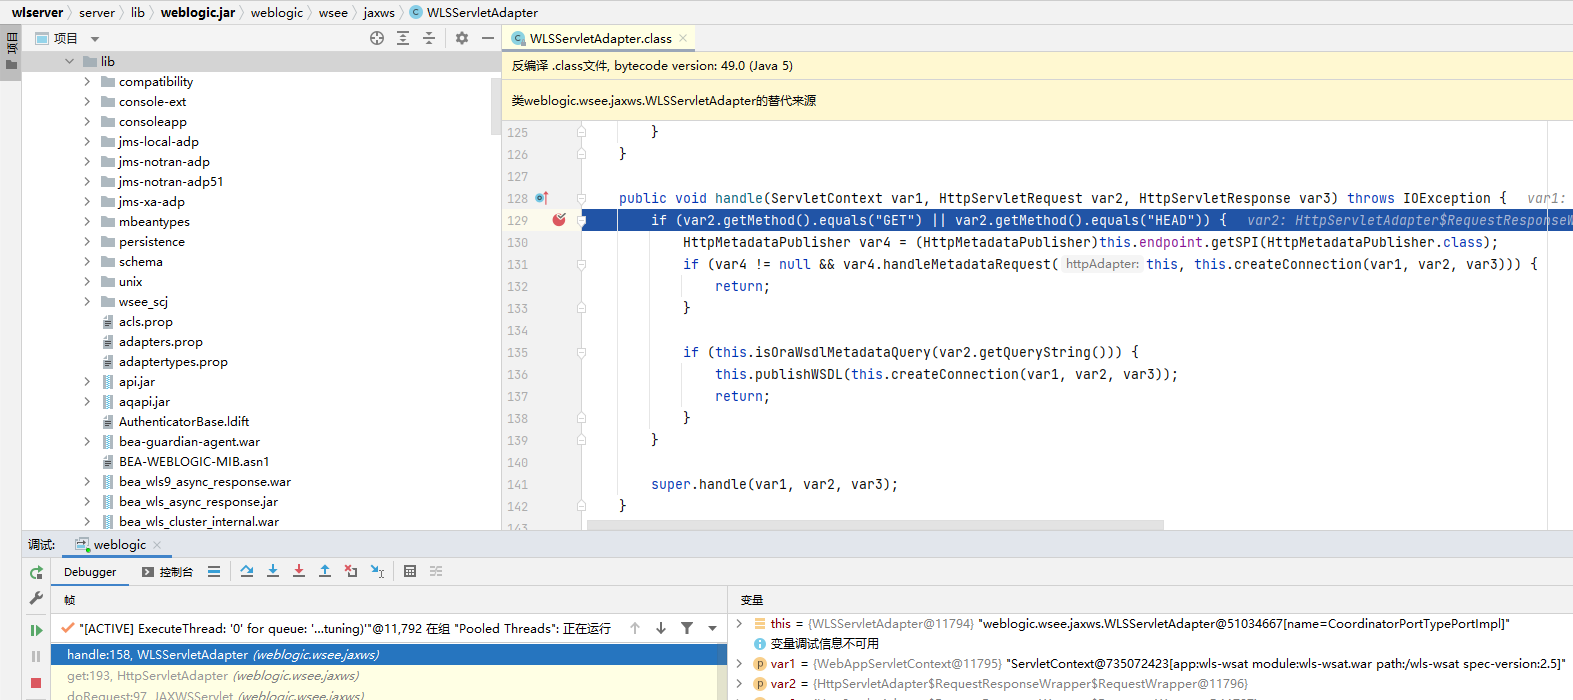 wlserver server lib weblogic.jar weblogic wsee jaxws WLSServletAdapter
项目
项目
lib
compatibility
console-ext
consoleapp
jms-local-adp
jms-notran-adp
jms-notran-adp51
jms-xa-adp
mbeantypes
persistence
schema
unix
wsee_scj
acls.prop
adapters.prop
adaptertypes.prop
api.jar
aqapi.jar
AuthenticatorBase.ldift
bea-guardian-agent.war
BEA-WEBLOGIC-MIB.asn1
bea_wls9_async_response.war
bea_wls_async_response.jar
bea_wls_cluster_internal.war
WLSServletAdapter.class
反编译 .class文件, bytecode version: 49.0 (Java 5)
类weblogic.wsee.jaxws.WLSServletAdapter的替代来源
125 }
126 }
127
128 public void handle(ServletContext var1, HttpServletRequest var2, HttpServletResponse var3) throws IOException { var1:
129 if (var2.getMethod().equals("GET") || var2.getMethod().equals("HEAD")) { var2: HttpServletAdapter$RequestResponseW
130 HttpMetadataPublisher var4 = (HttpMetadataPublisher)this.endpoint.getSPI(HttpMetadataPublisher.class);
131 if (var4 != null && var4.handleMetadataRequest( httpAdapter: this, this.createConnection(var1, var2, var3))) {
132 return;
133 }
134
135 if (this.isOraWsdlMetadataQuery(var2.getQueryString())) {
136 this.publishWSDL(this.createConnection(var1, var2, var3));
137 return;
138 }
139 }
140
141 super.handle(var1, var2, var3);
142 }
143
调试: weblogic
Debugger 控制台
帧
"[ACTIVE] ExecuteThread: '0' for queue: '...tuning)'"@11,792 在组 "Pooled Threads": 正在运行
handle:158, WLSServletAdapter (weblogic.wsee.jaxws)
get:193, HttpServletAdapter (weblogic.wsee.jaxws)
doRequest:97, JAXWSServlet (weblogic.wsee.jaxws)
变量
this = {WLSServletAdapter@11794} "weblogic.wsee.jaxws.WLSServletAdapter@51034667[name=CoordinatorPortTypePortImpl]"
变量调试信息不可用
var1 = {WebAppServletContext@11795} "ServletContext@735072423[app:wls-wsat module:wls-wsat.war path:/wls-wsat spec-version:2.5]"
var2 = {HttpServletAdapter$RequestResponseWrapper$RequestWrapper@11796}